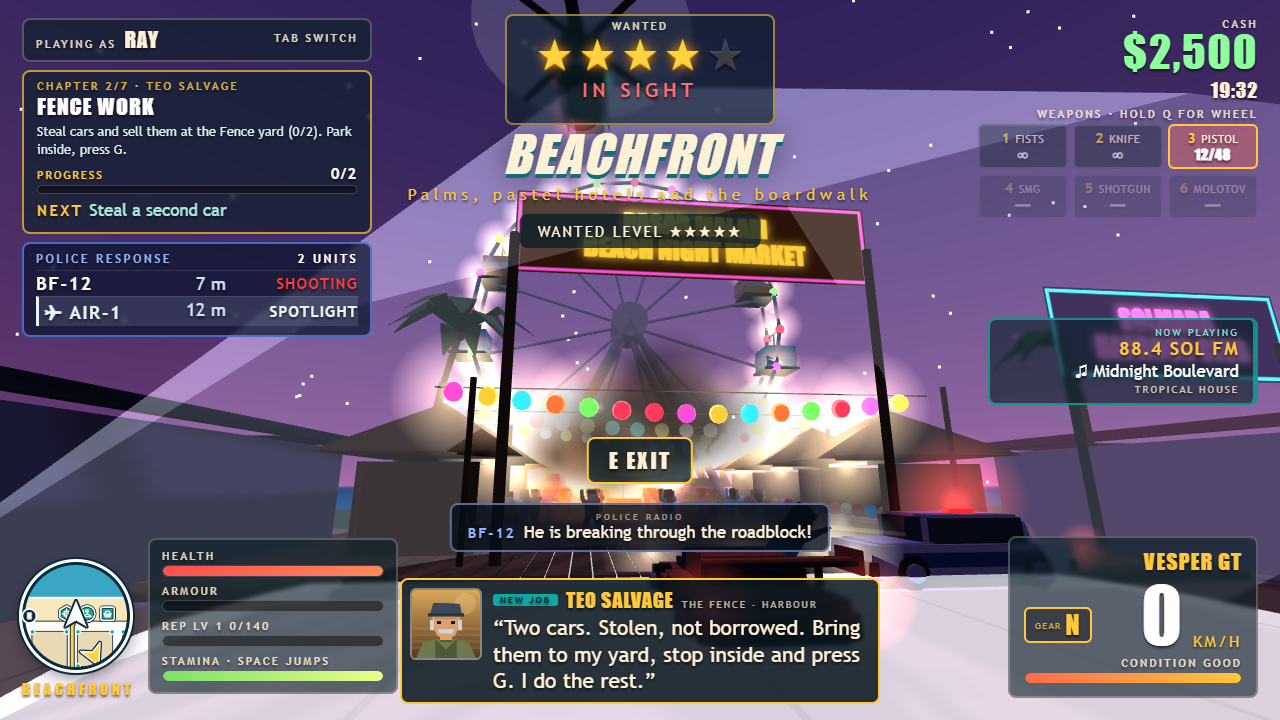 PLAYING AS RAY
TAB SWITCH
CHAPTER 2/7 · TEO SALVAGE
FENCE WORK
Steal cars and sell them at the Fence yard (0/2). Park
inside, press G.
PROGRESS 0/2
NEXT Steal a second car
POLICE RESPONSE 2 UNITS
BF-12 7 m SHOOTING
AIR-1 12 m SPOTLIGHT
WANTED
IN SIGHT
BEACHFRONT
Palms, pastel hotels and the boardwalk
WANTED LEVEL ★★★★★
BEACH NIGHT MARKET
CASH
$2,500
19:32
WEAPONS · HOLD Q FOR WHEEL
1 FISTS
∞
2 KNIFE
∞
3 PISTOL
12/48
4 SMG
—
5 SHOTGUN
—
6 MOLOTOV
—
NOW PLAYING
88.4 SOL FM
♫ Midnight Boulevard
TROPICAL HOUSE
E EXIT
POLICE RADIO
BF-12 He is breaking through the roadblock!
NEW JOB TEO SALVAGE THE FENCE · HARBOUR
“Two cars. Stolen, not borrowed. Bring
them to my yard, stop inside and press
G. I do the rest.”
HEALTH
ARMOUR
REP LV 1 0/140
STAMINA · SPACE JUMPS
BEACHFRONT
VESPER GT
GEAR N
0 KM/H
CONDITION GOOD